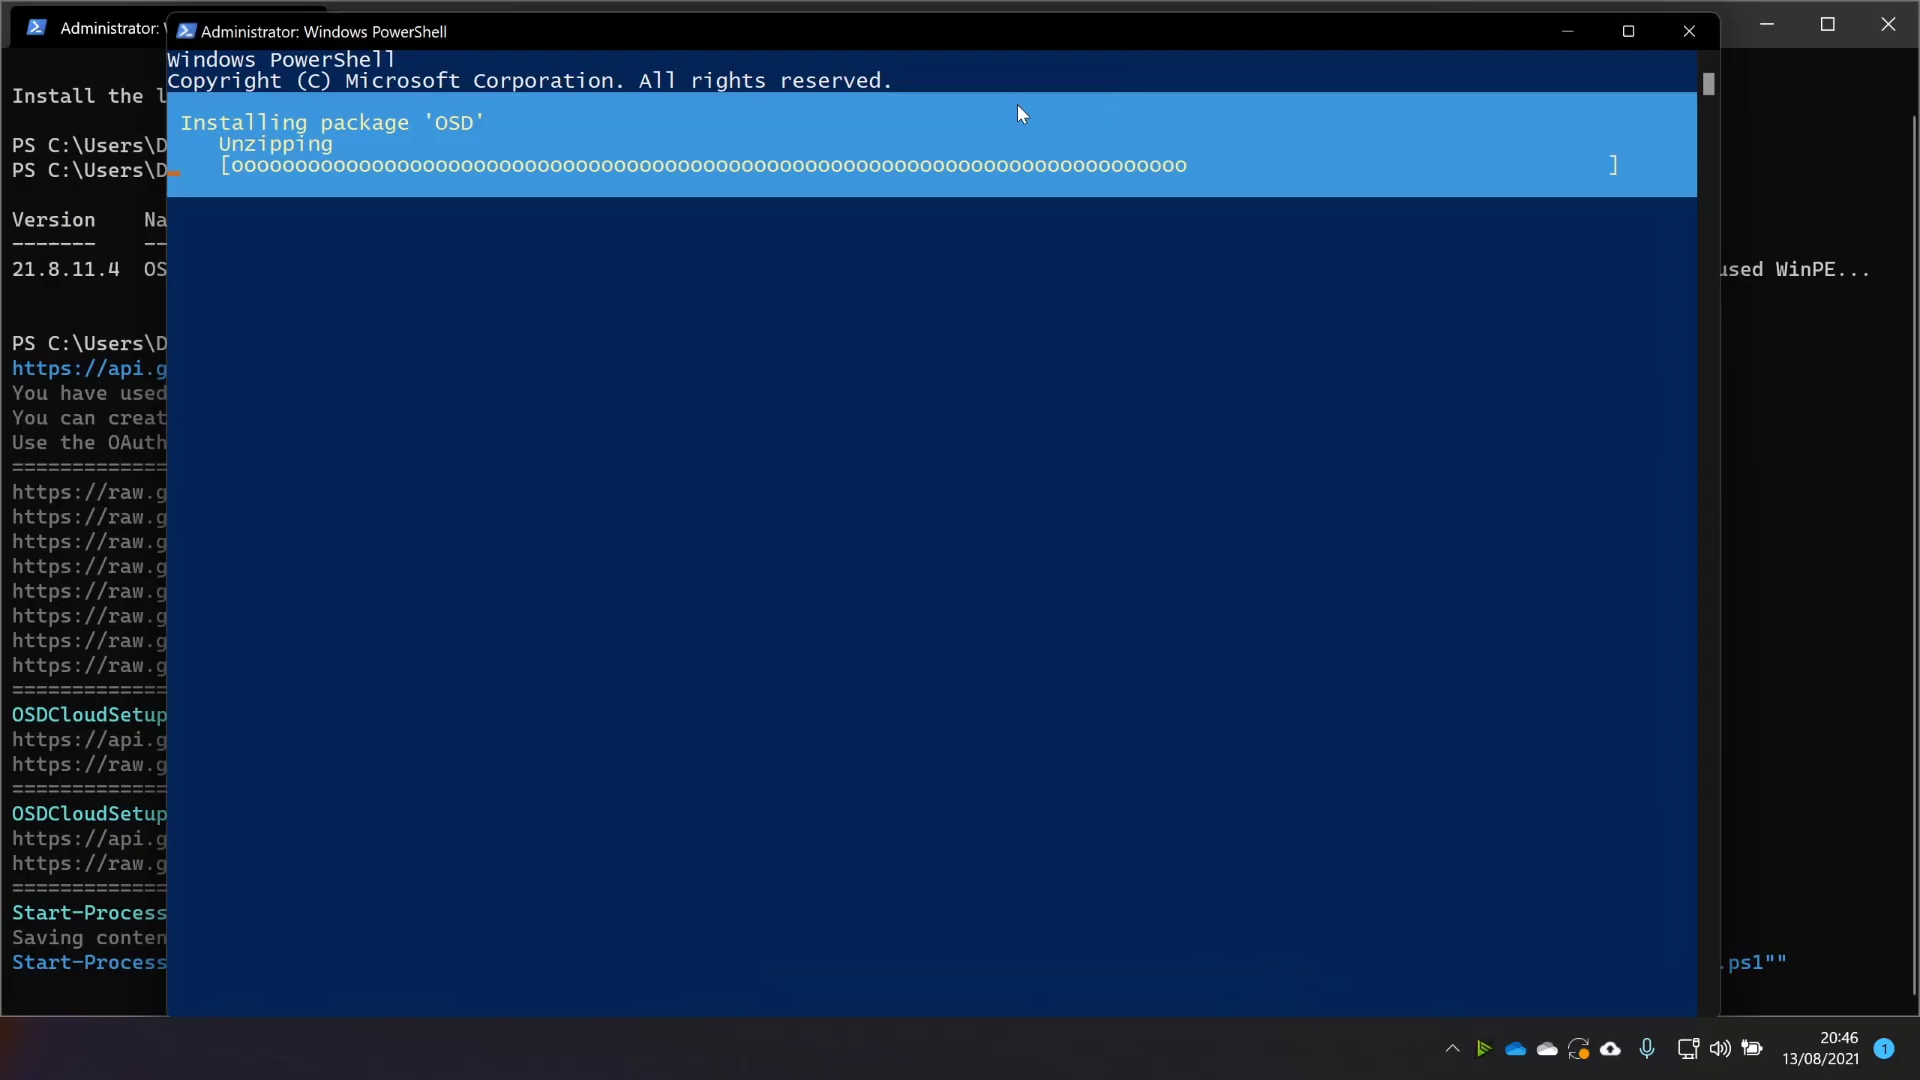 Administrator:
Administrator: Windows PowerShell
Windows PowerShell
Copyright (C) Microsoft Corporation. All rights reserved.
Installing package 'OSD'
Unzipping
[ooooooooooooooooooooooooooooooooooooooooooooooooooooooooooooooooooooooooooo ]
Install the l
PS C:\Users\D
PS C:\Users\D
Version Na
------- --
21.8.11.4 OS used WinPE...
PS C:\Users\D
https://api.g
You have used
You can creat
Use the OAuth
=============
https://raw.g
https://raw.g
https://raw.g
https://raw.g
https://raw.g
https://raw.g
https://raw.g
https://raw.g
=============
OSDCloudSetup
https://api.g
https://raw.g
=============
OSDCloudSetup
https://api.g
https://raw.g
=============
Start-Process
Saving conten
Start-Process .ps1""
20:46
13/08/2021
1